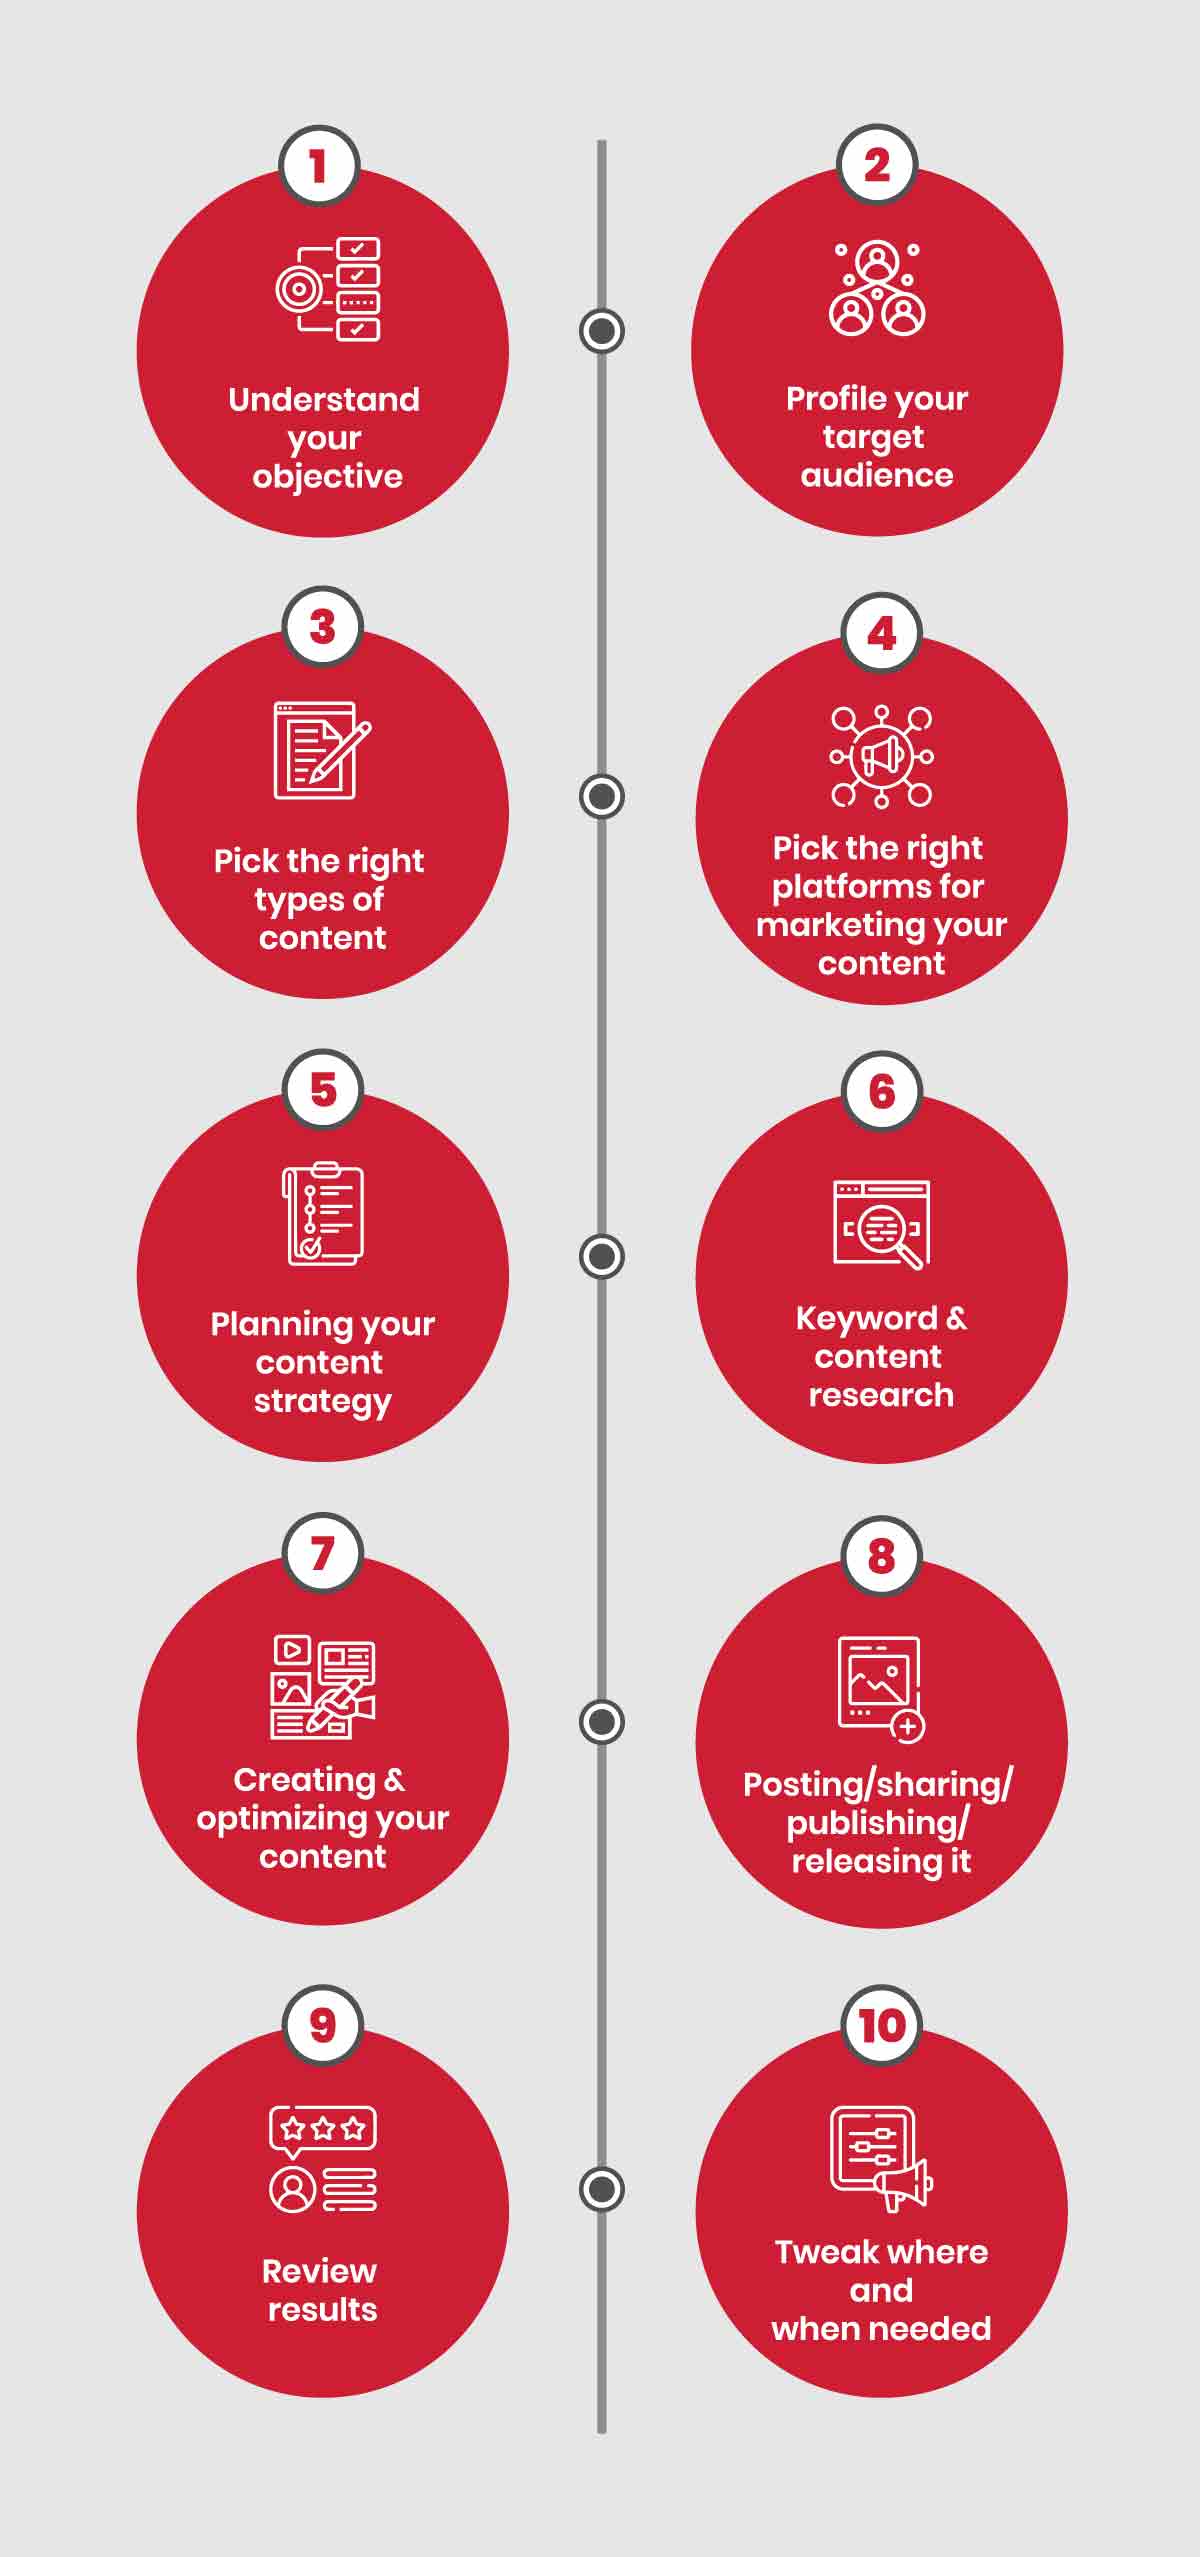 1
Understand
your
objective
2
Profile your
target
audience
3
Pick the right
types of
content
4
Pick the right
platforms for
marketing your
content
5
Planning your
content
strategy
6
Keyword &
content
research
7
Creating &
optimizing your
content
8
Posting/sharing/
publishing/
releasing it
9
Review
results
10
Tweak where
and
when needed